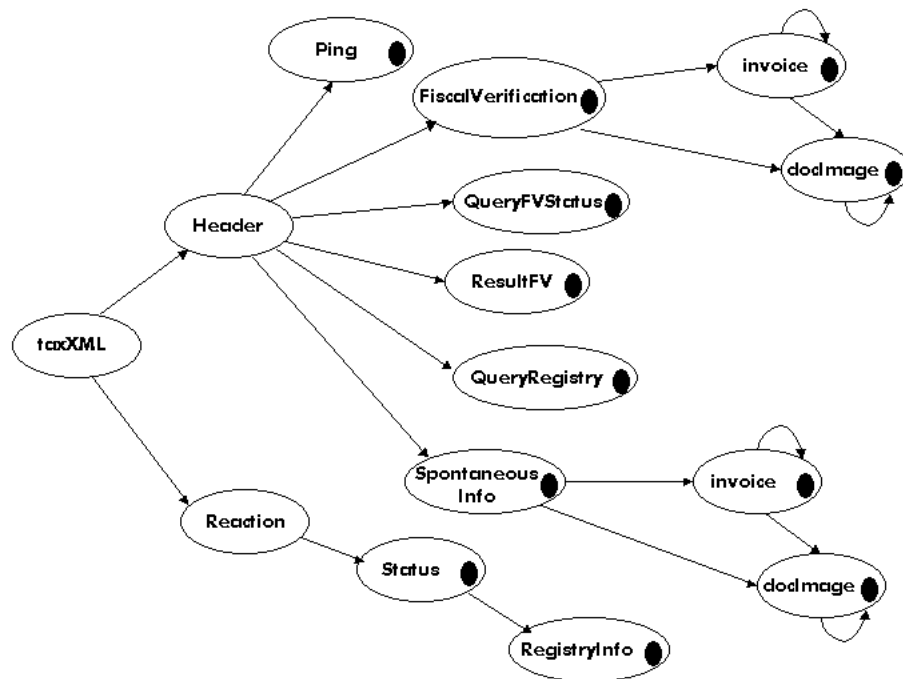 Ping
invoice
FiscalVerification
docImage
QueryFVStatus
Header
ResultFV
taxXML
QueryRegistry
Spontaneous
Info
invoice
Reaction
Status
docImage
RegistryInfo